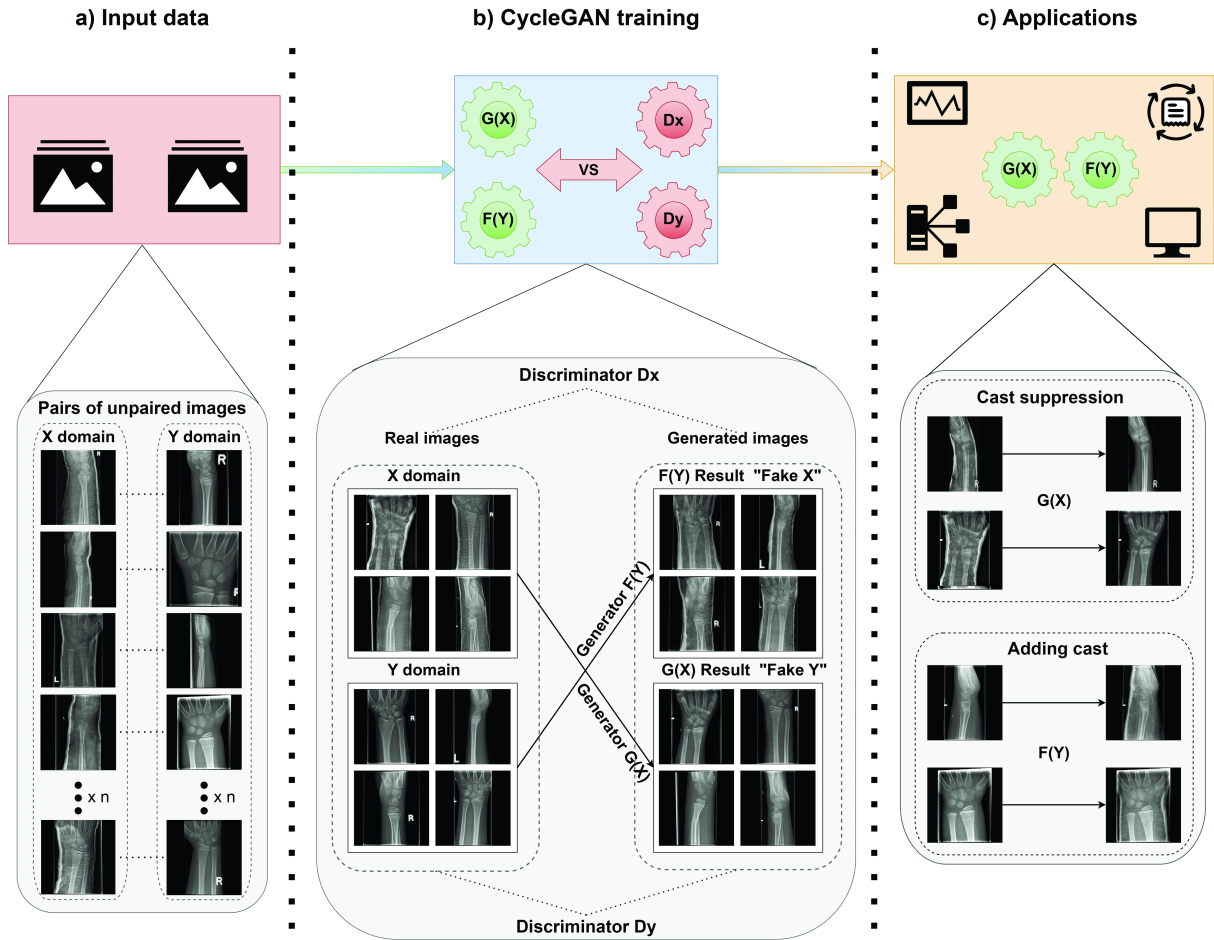 a) Input data
b) CycleGAN training
c) Applications
G(X)
Dx
VS
F(Y)
Dy
G(X)
F(Y)
Pairs of unpaired images
X domain
Y domain
R
R
L
x n
x n
R
Discriminator Dx
Real images
Generated images
X domain
F(Y) Result "Fake X"
R
R
R
L
L
R
Generator F(Y)
Generator G(X)
Y domain
G(X) Result "Fake Y"
R
L
R
L
R
Discriminator Dy
Cast suppression
R
R
G(X)
Adding cast
F(Y)